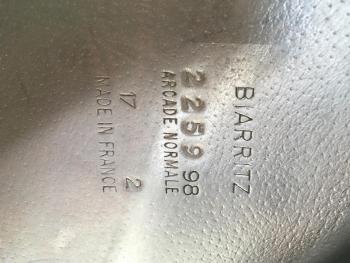 BIARRITZ
2259 98
ARCADE NORMALE
17 2
MADE IN FRANCE